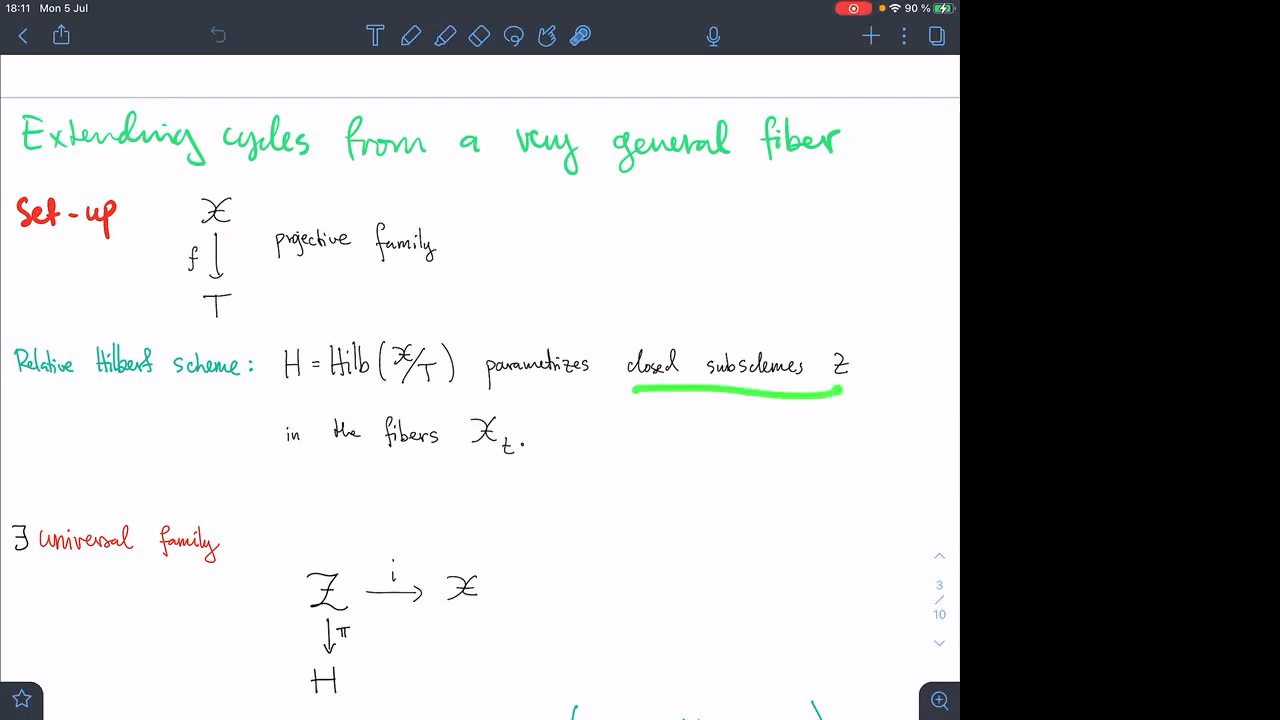 18:11 Mon 5 Jul
90 %
Extending cycles from a very general fiber
Set-up
𝒳
f ↓ projective family
T
Relative Hilbert scheme: H = Hilb(𝒳/T) parametrizes closed subschemes Z
in the fibers 𝒳_t.
∃ universal family
𝒵 —i→ 𝒳
↓π
H
3
/
10